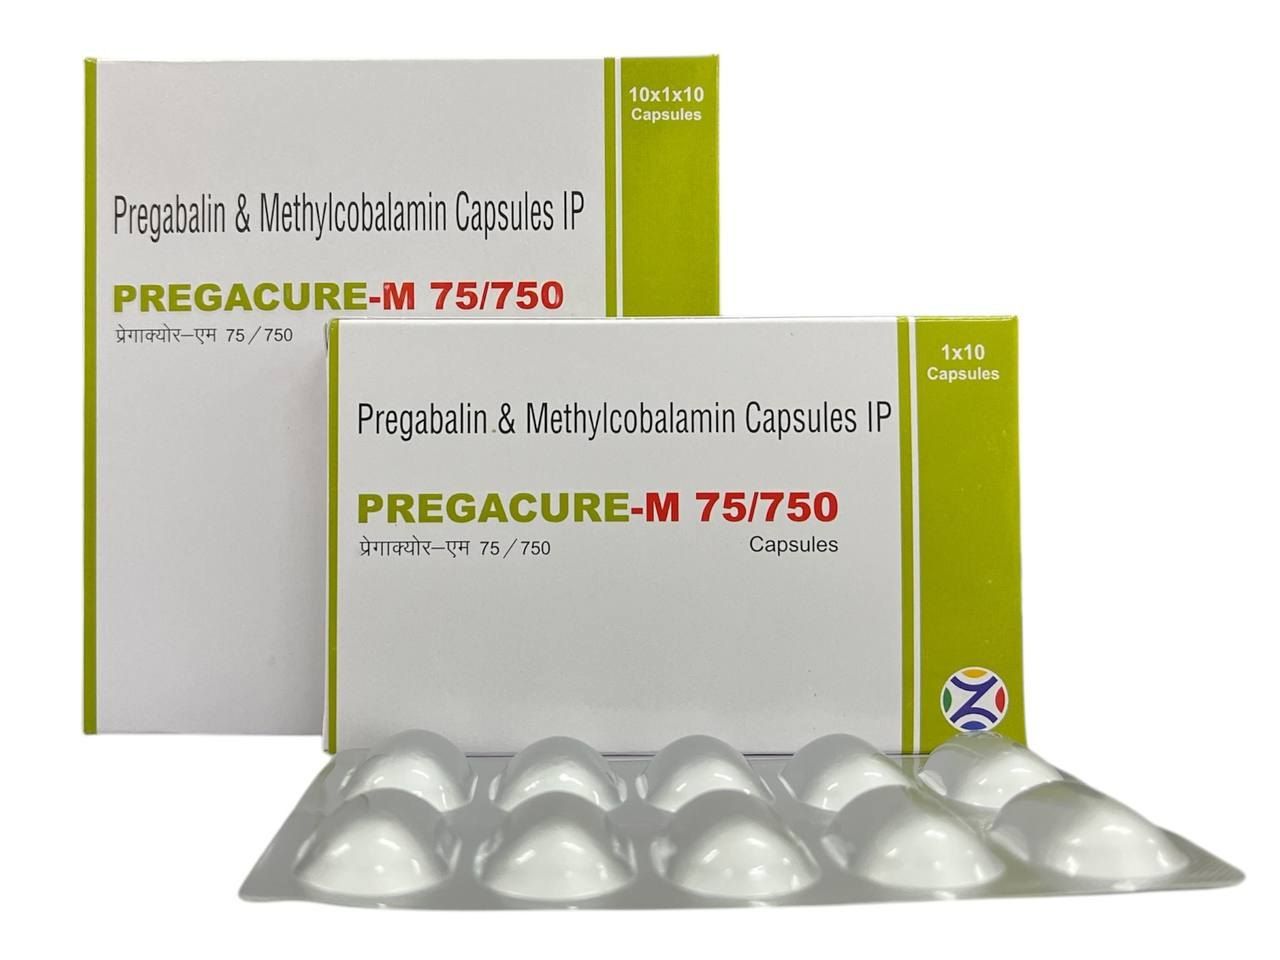 10x1x10
Capsules
Pregabalin & Methylcobalamin Capsules IP
PREGACURE-M 75/750
प्रेगाक्योर–एम 75/750
1x10
Capsules
Pregabalin & Methylcobalamin Capsules IP
PREGACURE-M 75/750
प्रेगाक्योर–एम 75/750
Capsules
Z